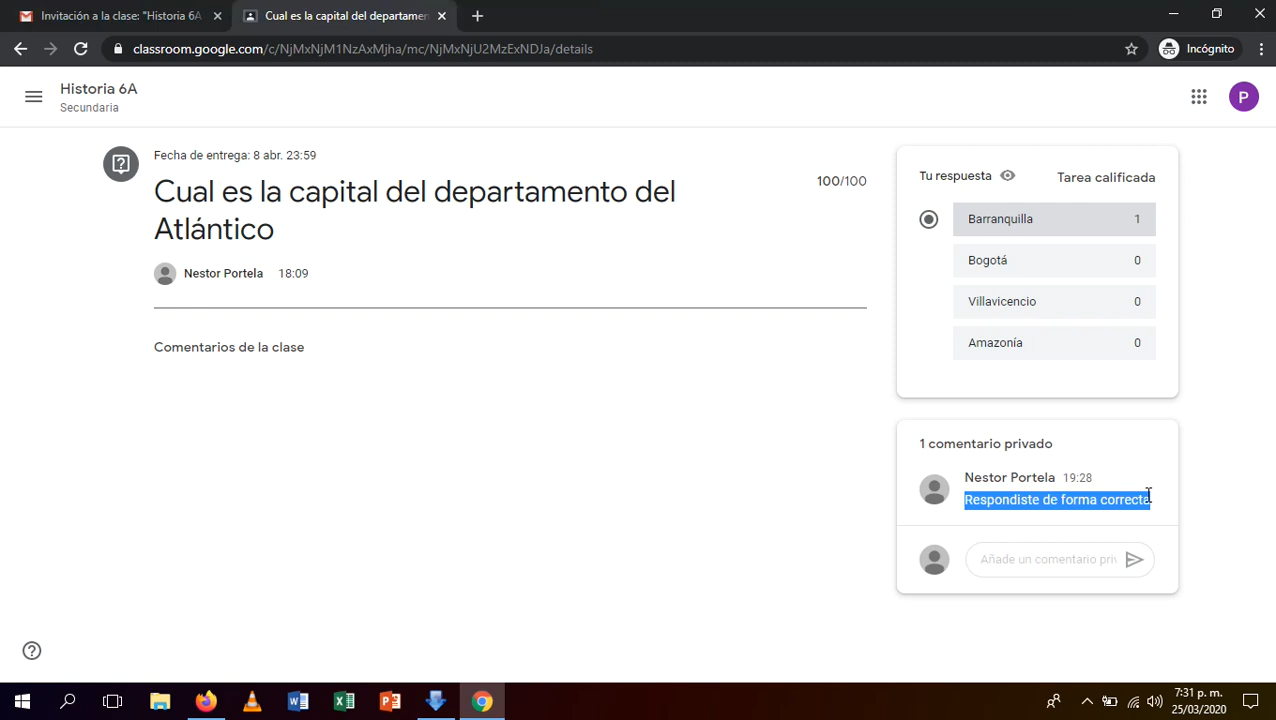 Invitación a la clase: "Historia 6A
Cual es la capital del departamen
classroom.google.com/c/NjMxNjM1NzAxMjha/mc/NjMxNjU2MzExNDJa/details
Incógnito
Historia 6A
Secundaria
P
Fecha de entrega: 8 abr. 23:59
Cual es la capital del departamento del
Atlántico
100/100
Nestor Portela 18:09
Comentarios de la clase
Tu respuesta
Tarea calificada
Barranquilla 1
Bogotá 0
Villavicencio 0
Amazonía 0
1 comentario privado
Nestor Portela 19:28
Respondiste de forma correcta
Añade un comentario pri
7:31 p. m.
25/03/2020